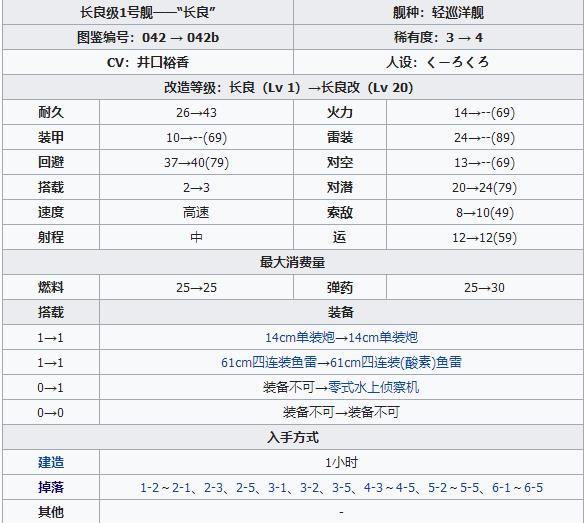 长良级1号舰——“长良” 舰种：轻巡洋舰
图鉴编号：042 → 042b 稀有度：3 → 4
CV：井口裕香 人设：くーろくろ
改造等级：长良（Lv 1）→长良改（Lv 20）
耐久 26→43 火力 14→--(69)
装甲 10→--(69) 雷装 24→--(89)
回避 37→40(79) 对空 13→--(69)
搭载 2→3 对潜 20→24(79)
速度 高速 索敌 8→10(49)
射程 中 运 12→12(59)
最大消费量
燃料 25→25 弹药 25→30
搭载 装备
1→1 14cm单装炮→14cm单装炮
1→1 61cm四连装鱼雷→61cm四连装(酸素)鱼雷
0→1 装备不可→零式水上侦察机
0→0 装备不可→装备不可
入手方式
建造 1小时
掉落 1-2～2-1、2-3、2-5、3-1、3-2、3-5、4-3～4-5、5-2～5-5、6-1～6-5
其他 -